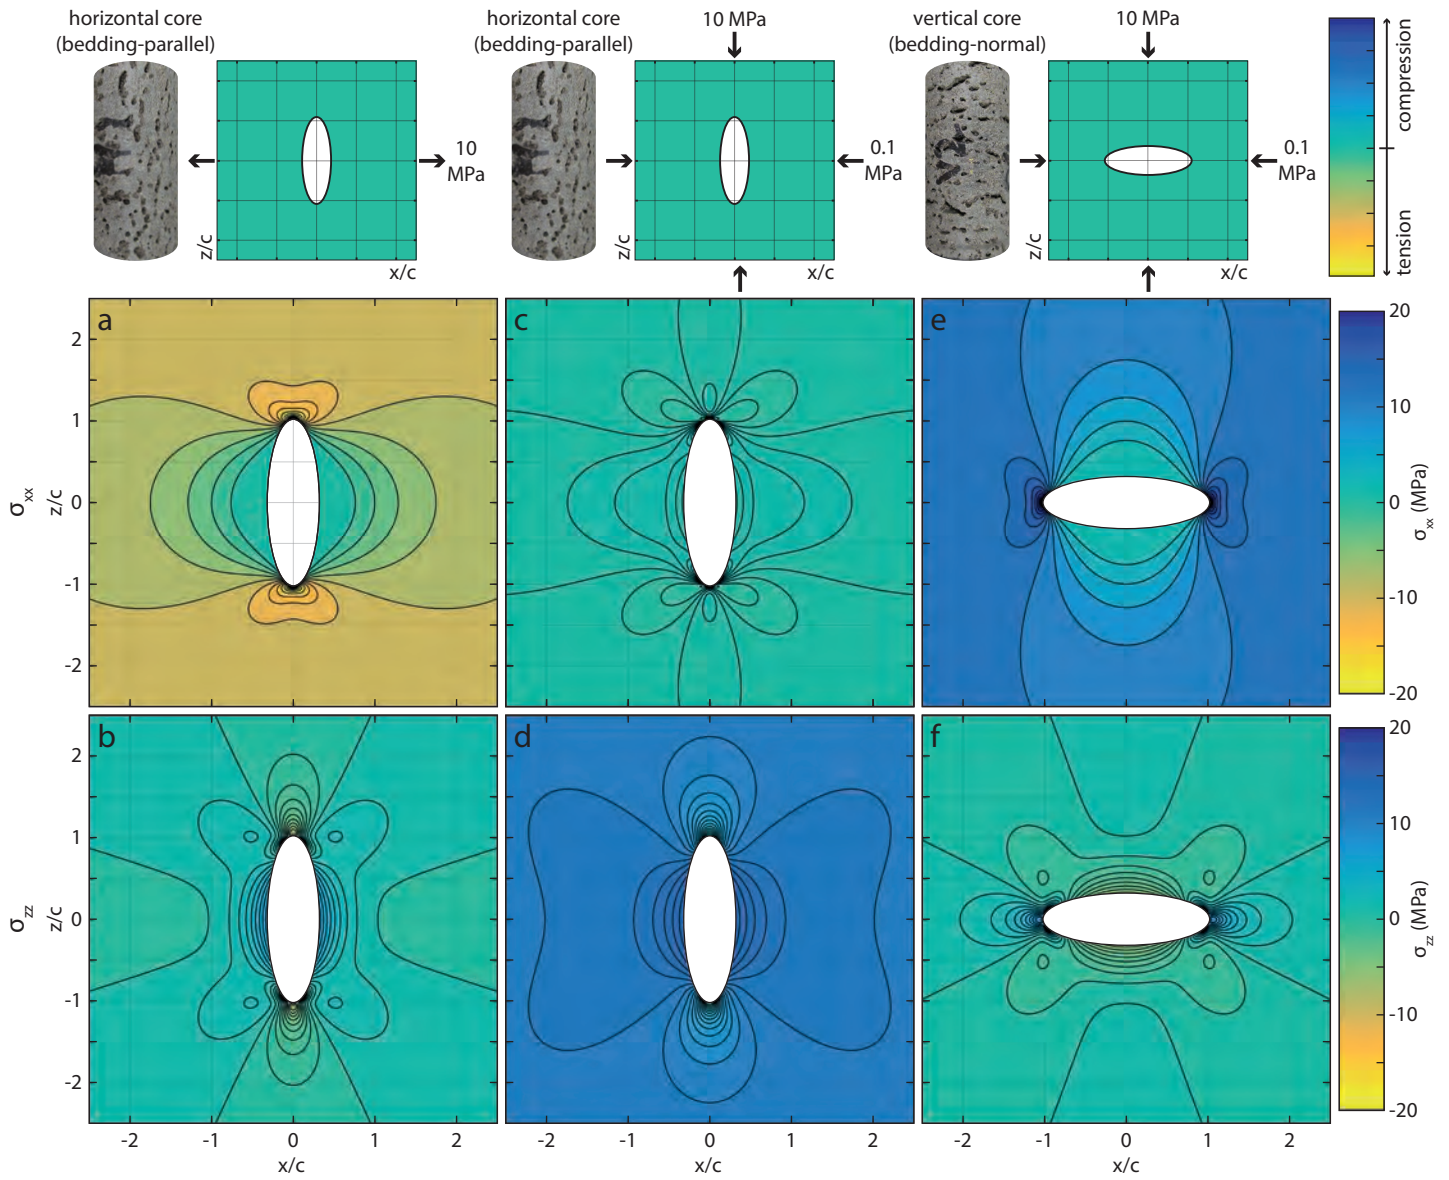 horizontal core
(bedding-parallel)
10
MPa
z/c
x/c
horizontal core
(bedding-parallel)
10 MPa
0.1
MPa
z/c
x/c
vertical core
(bedding-normal)
10 MPa
0.1
MPa
z/c
x/c
compression
tension
a
c
e
2
1
0
-1
-2
σxx
z/c
20
10
0
-10
-20
σxx (MPa)
b
d
f
2
1
0
-1
-2
σzz
z/c
20
10
0
-10
-20
σzz (MPa)
-2 -1 0 1 2
x/c
-2 -1 0 1 2
x/c
-2 -1 0 1 2
x/c